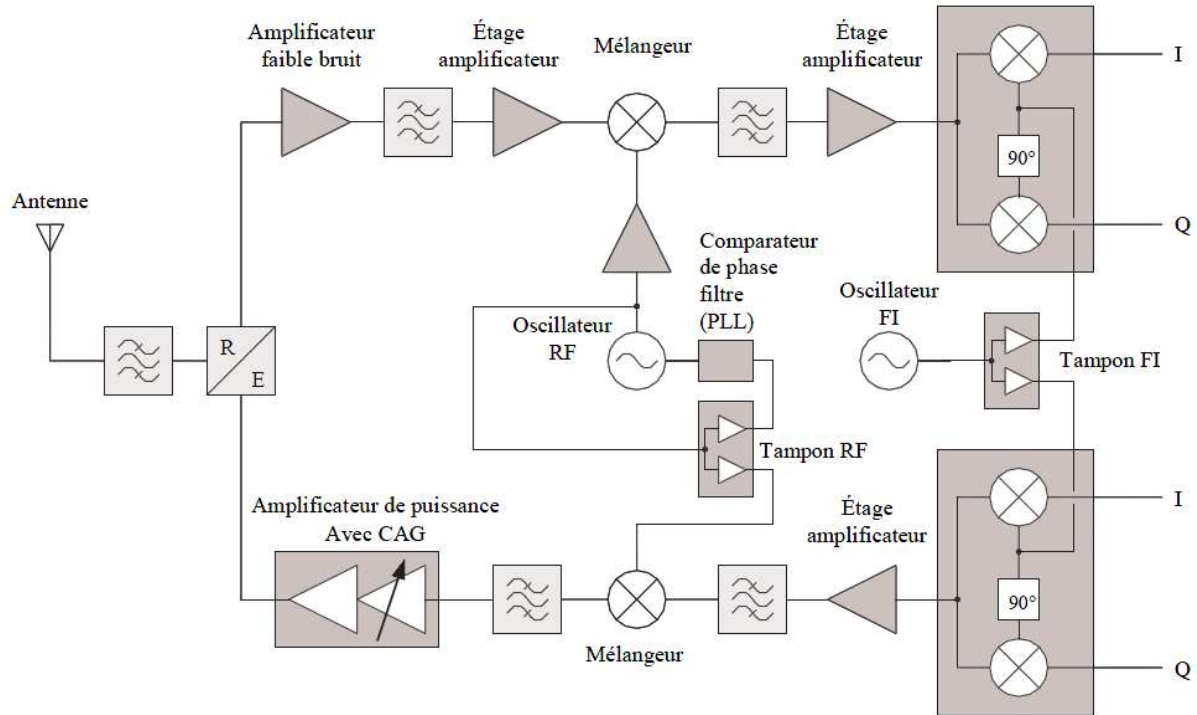 Amplificateur
faible bruit
Étage
amplificateur
Mélangeur
Étage
amplificateur
I
90°
Q
Antenne
R
E
Oscillateur
RF
Comparateur
de phase
filtre
(PLL)
Oscillateur
FI
Tampon FI
Tampon RF
Amplificateur de puissance
Avec CAG
Mélangeur
Étage
amplificateur
I
90°
Q